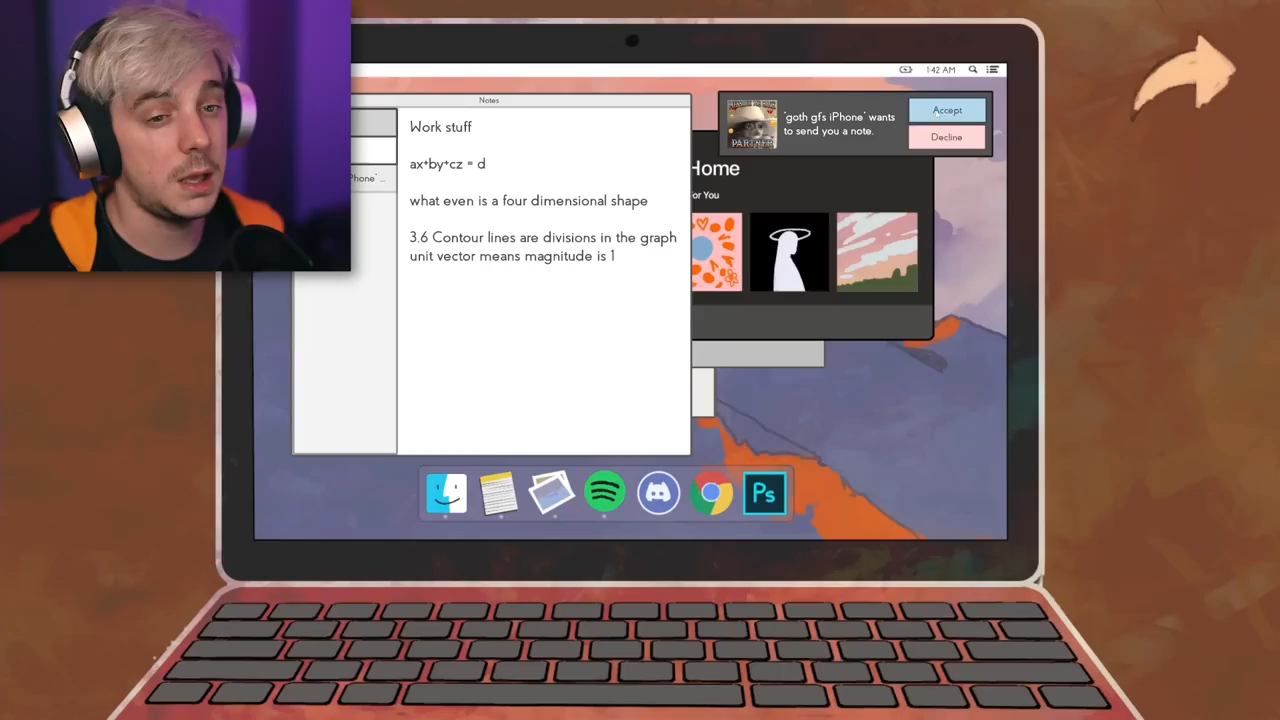 1:42 AM
Notes
Work stuff
ax+by+cz = d
what even is a four dimensional shape
3.6 Contour lines are divisions in the graph
unit vector means magnitude is 1
Phone' ...
'goth gfs iPhone' wants
to send you a note.
Accept
Decline
PARTNER
Home
For You
Ps